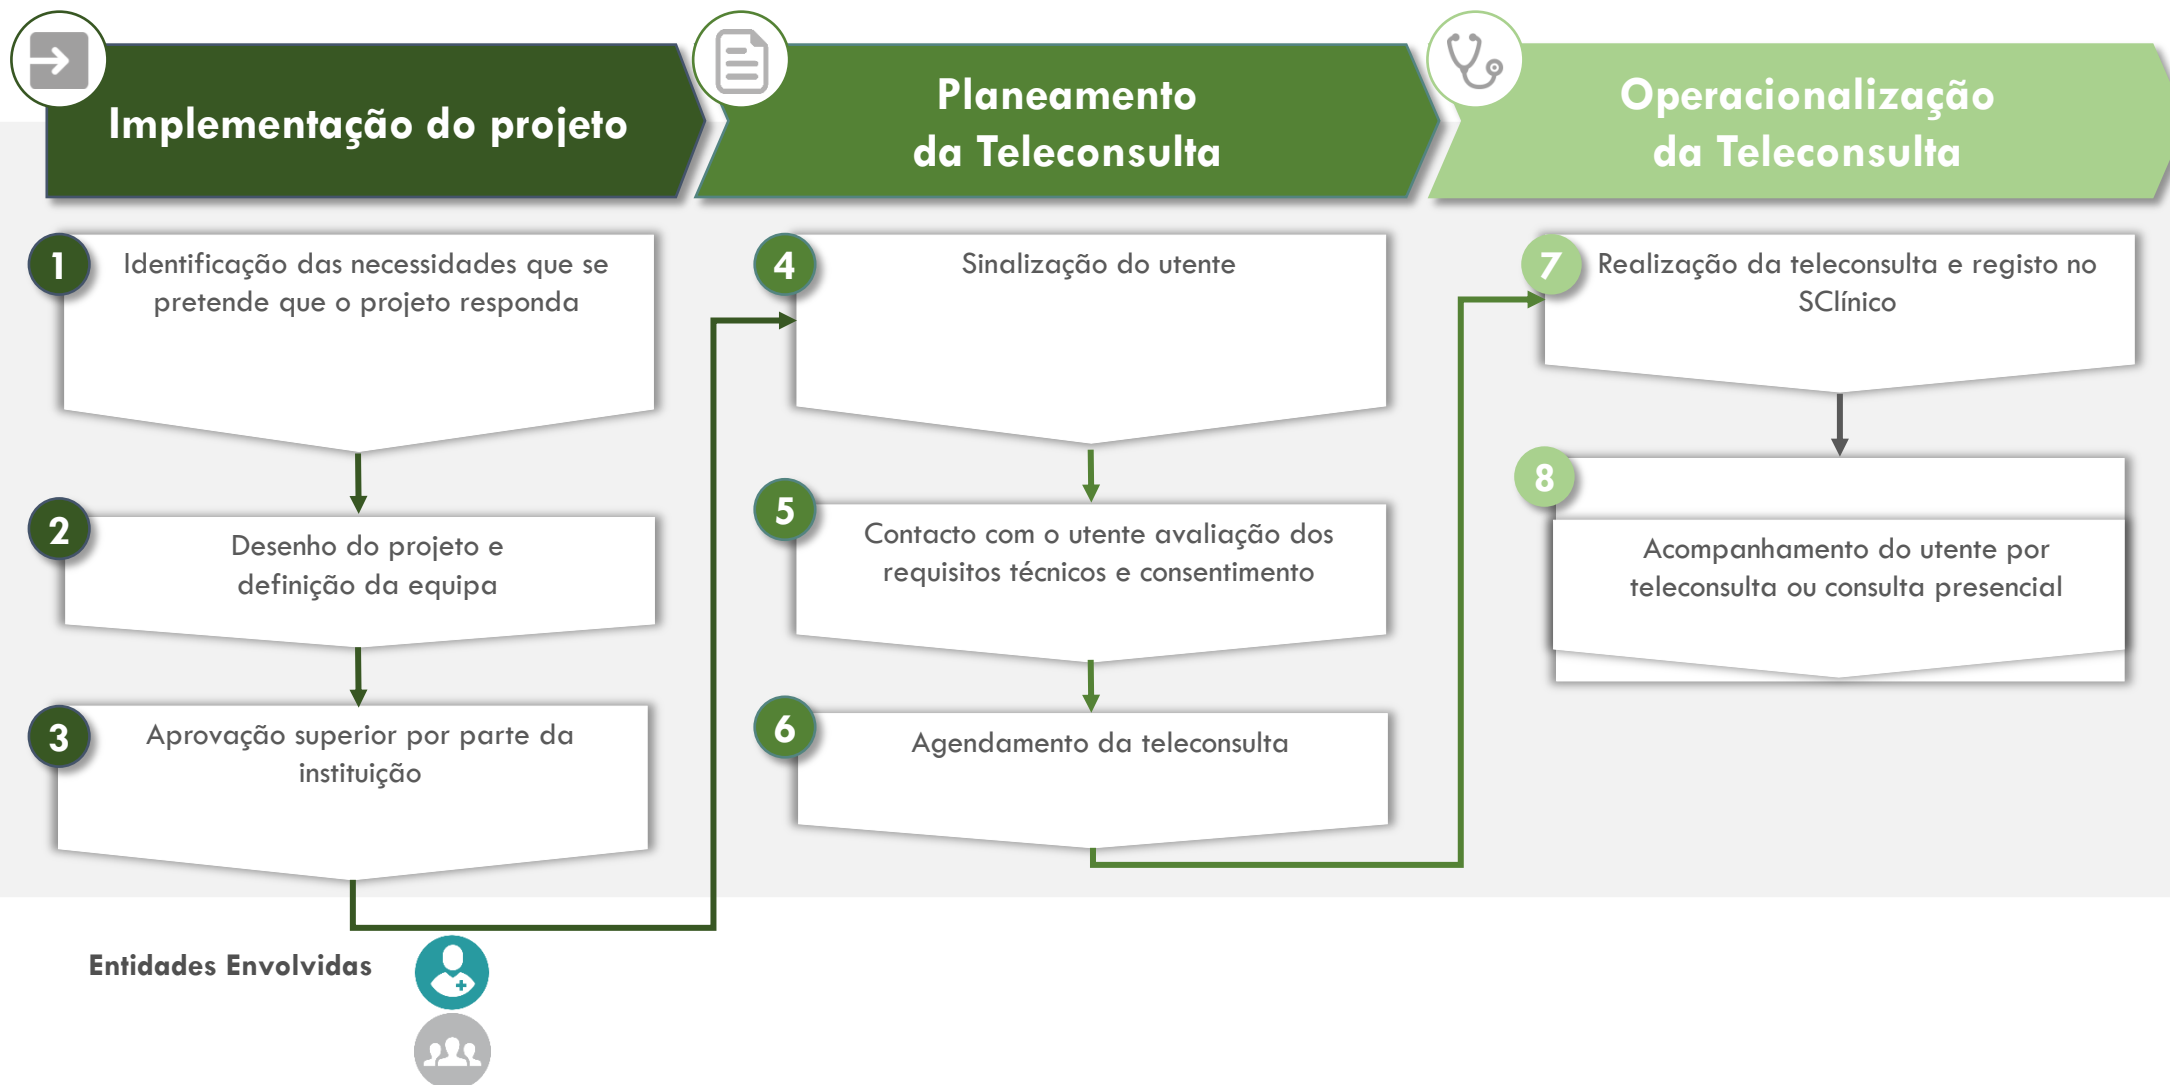 Implementação do projeto
Planeamento
da Teleconsulta
Operacionalização
da Teleconsulta
1
Identificação das necessidades que se
pretende que o projeto responda
2
Desenho do projeto e
definição da equipa
3
Aprovação superior por parte da
instituição
4
Sinalização do utente
5
Contacto com o utente avaliação dos
requisitos técnicos e consentimento
6
Agendamento da teleconsulta
7
Realização da teleconsulta e registo no
SClínico
8
Acompanhamento do utente por
teleconsulta ou consulta presencial
Entidades Envolvidas